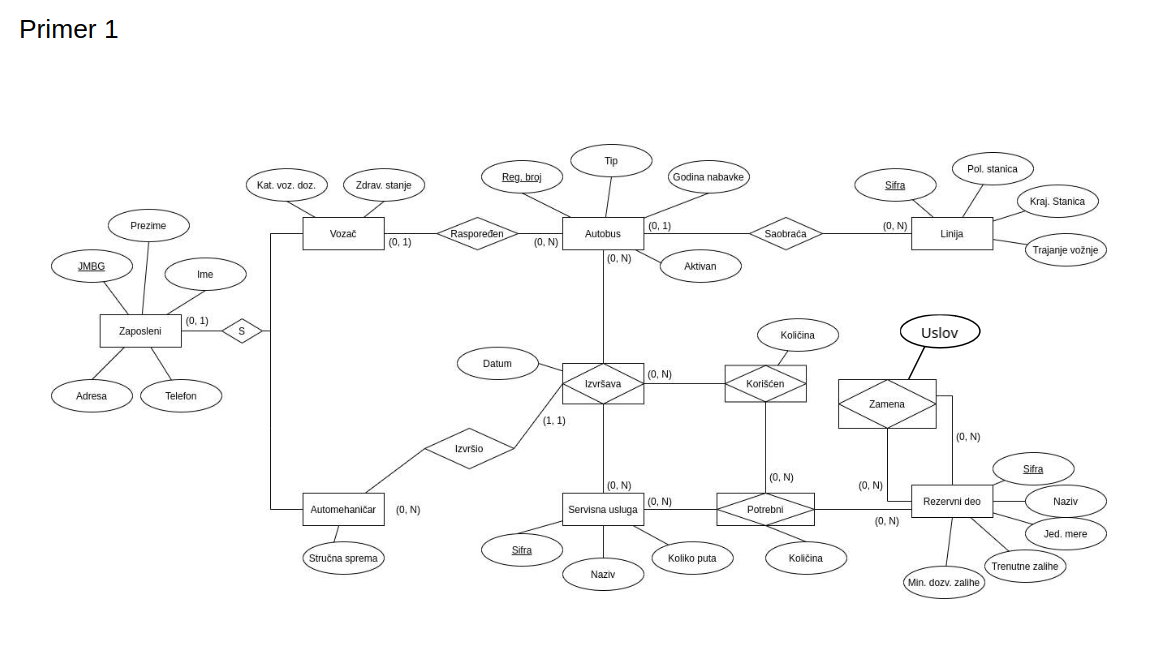 Primer 1
Tip
Pol. stanica
Reg. broj
Godina nabavke
Kat. voz. doz.
Zdrav. stanje
Sifra
Kraj. Stanica
Prezime
Vozač
(0, 1)
Raspoređen
(0, N)
Autobus
(0, 1)
Saobrača
(0, N)
Linija
Trajanje vožnje
(0, N)
Aktivan
JMBG
Ime
Zaposleni
(0, 1)
S
Količina
Uslov
Datum
Izvršava
(0, N)
Korišćen
Adresa
Telefon
Zamena
(1, 1)
(0, N)
Izvršio
Sifra
(0, N)
(0, N)
(0, N)
Automehaničar
(0, N)
Servisna usluga
(0, N)
Potrebni
(0, N)
Rezervni deo
Naziv
Jed. mere
Stručna sprema
Sifra
Koliko puta
Količina
Trenutne zalihe
Naziv
Min. dozv. zalihe